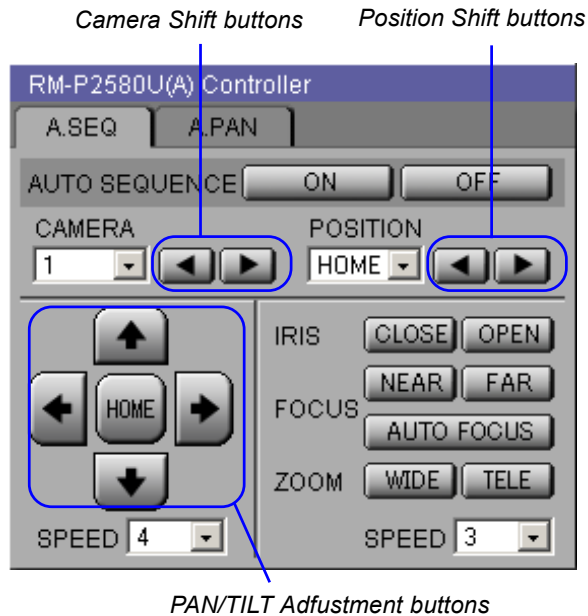 Camera Shift buttons Position Shift buttons
RM-P2580U(A) Controller
A.SEQ A.PAN
AUTO SEQUENCE ON OFF
CAMERA POSITION
1 HOME
IRIS CLOSE OPEN
NEAR FAR
HOME
FOCUS
AUTO FOCUS
ZOOM WIDE TELE
SPEED 4 SPEED 3
PAN/TILT Adfustment buttons